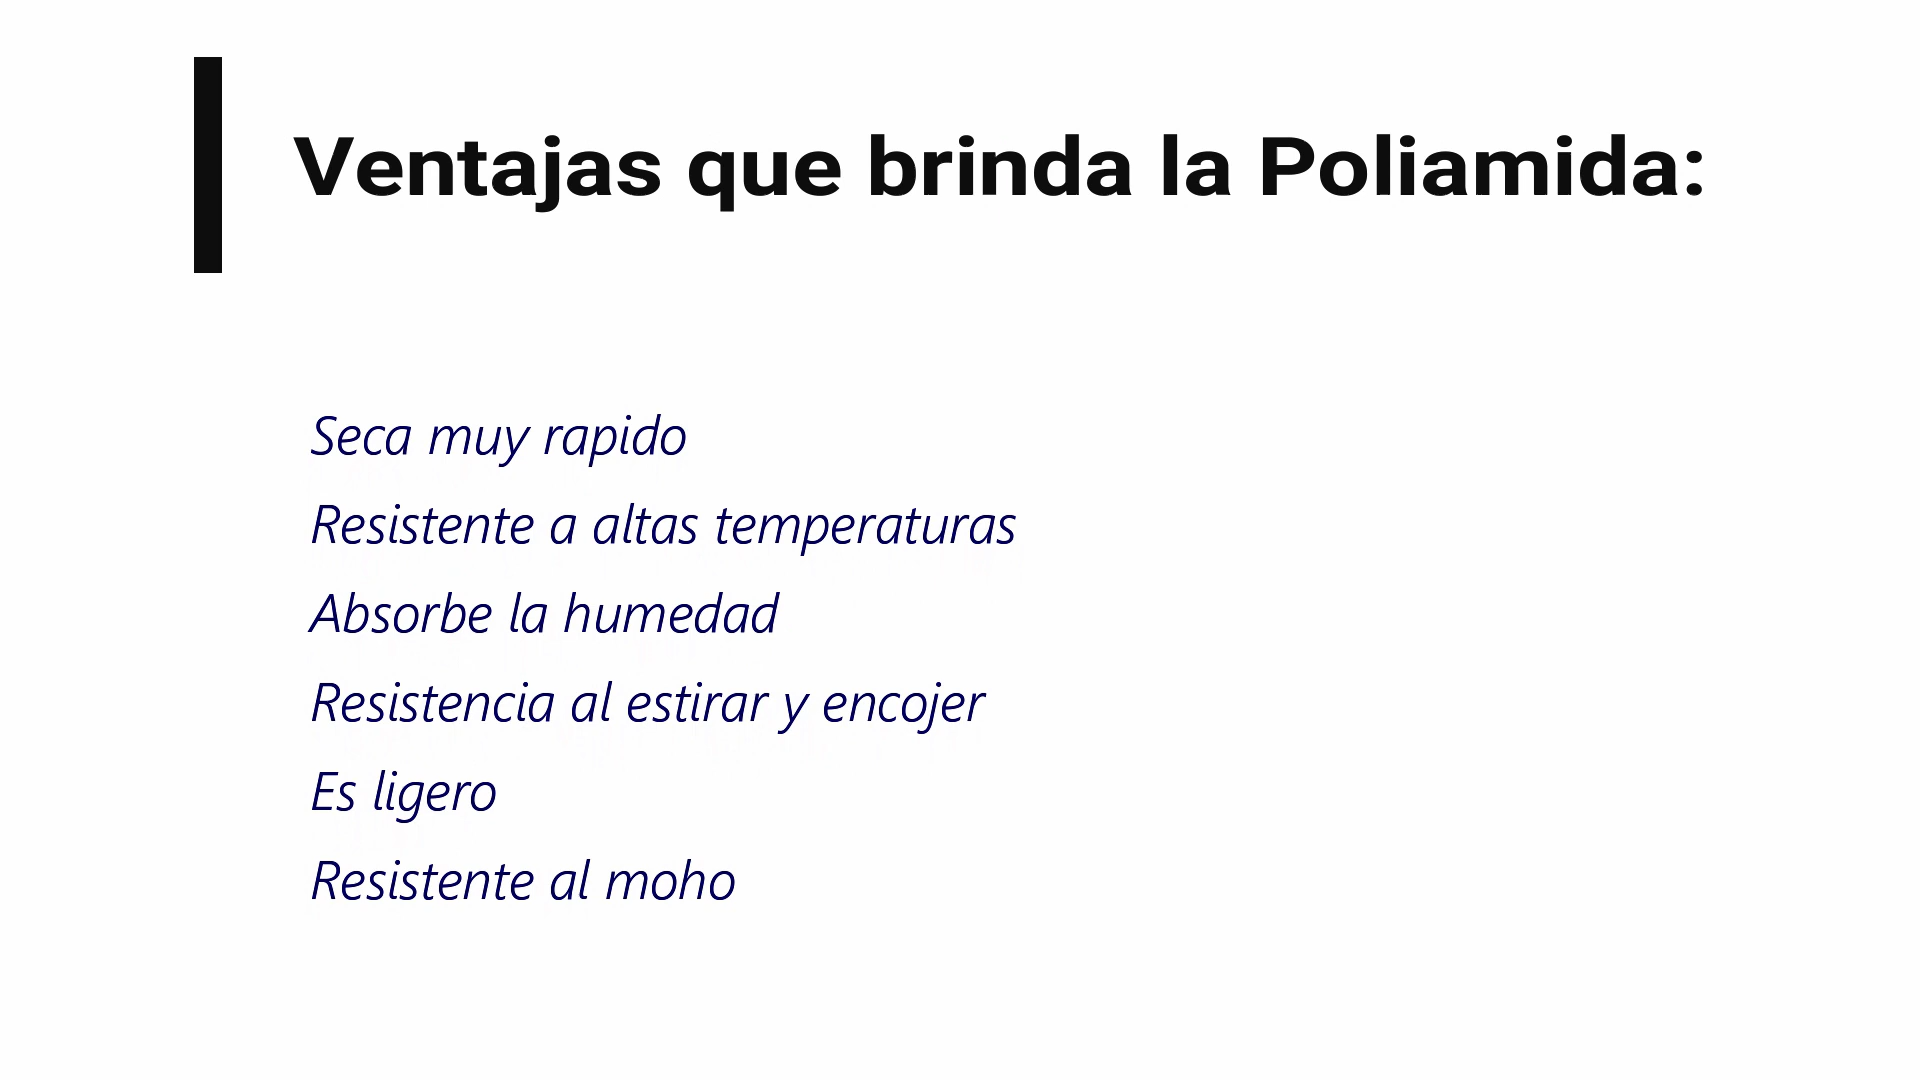 Ventajas que brinda la Poliamida:
Seca muy rapido
Resistente a altas temperaturas
Absorbe la humedad
Resistencia al estirar y encojer
Es ligero
Resistente al moho